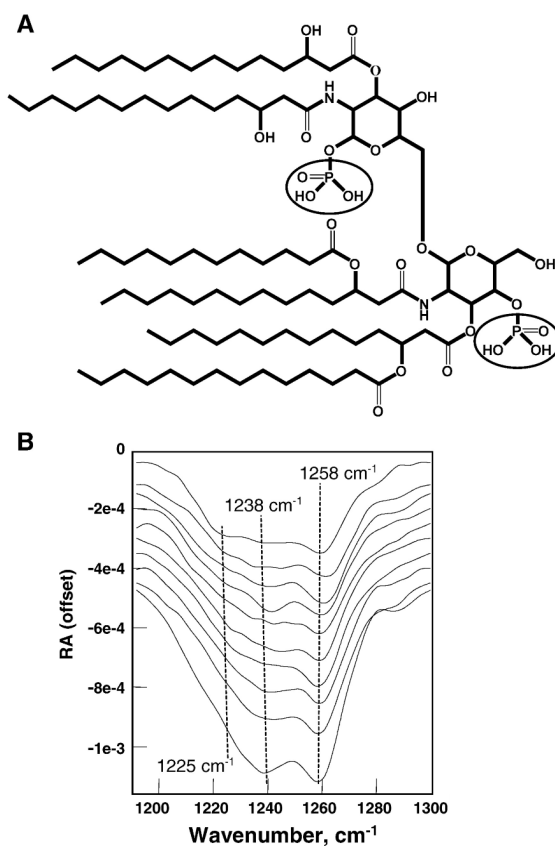 A
OH
O
O
H
N
OH
OH
O
O
O
O
P
HO
OH
O
O
O
O
N
H
O
OH
O
O
P
O
HO
OH
O
O
O
B
0
-2e-4
-4e-4
-6e-4
-8e-4
-1e-3
RA (offset)
1258 cm-1
1238 cm-1
1225 cm-1
1200 1220 1240 1260 1280 1300
Wavenumber, cm-1